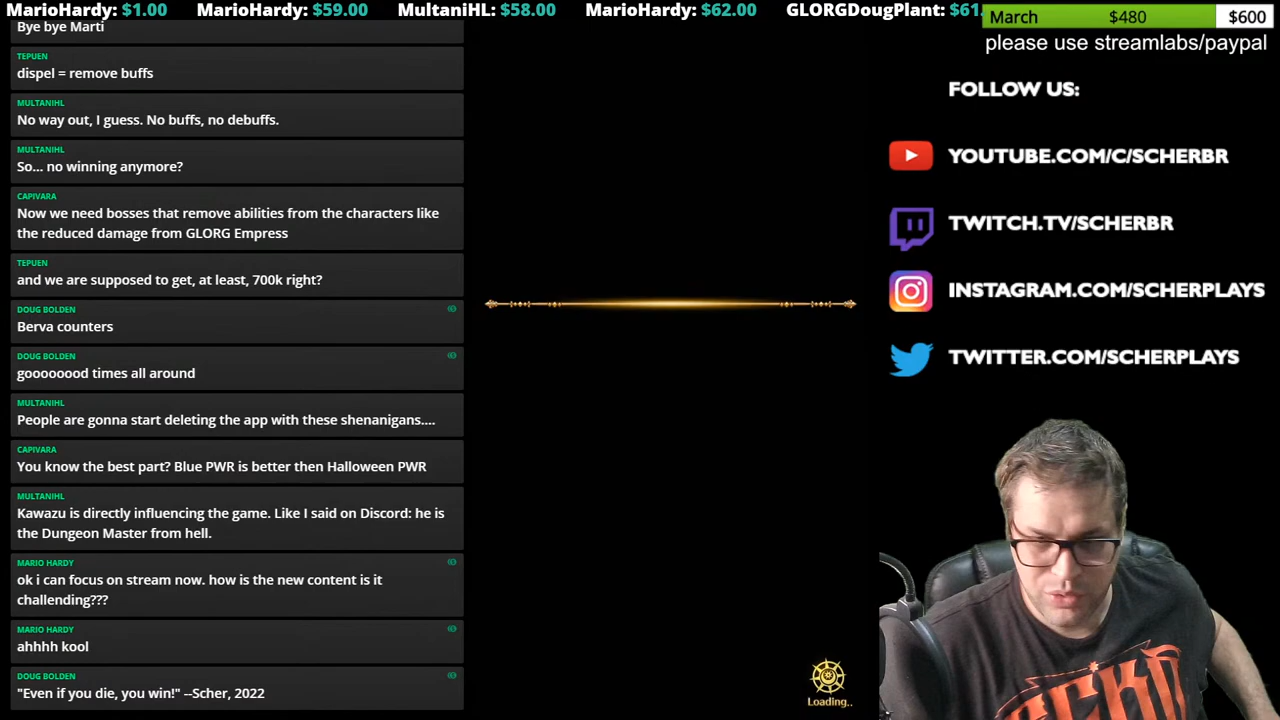 MarioHardy: $1.00 MarioHardy: $59.00 MultaniHL: $58.00 MarioHardy: $62.00 GLORGDougPlant: $61.
March $480 $600
please use streamlabs/paypal
Bye bye Marti
TEPUEN
dispel = remove buffs
MULTANIHL
No way out, I guess. No buffs, no debuffs.
MULTANIHL
So... no winning anymore?
CAPIVARA
Now we need bosses that remove abilities from the characters like
the reduced damage from GLORG Empress
TEPUEN
and we are supposed to get, at least, 700k right?
DOUG BOLDEN
Berva counters
DOUG BOLDEN
goooooood times all around
MULTANIHL
People are gonna start deleting the app with these shenanigans....
CAPIVARA
You know the best part? Blue PWR is better then Halloween PWR
MULTANIHL
Kawazu is directly influencing the game. Like I said on Discord: he is
the Dungeon Master from hell.
MARIO HARDY
ok i can focus on stream now. how is the new content is it
challending???
MARIO HARDY
ahhhh kool
DOUG BOLDEN
"Even if you die, you win!" --Scher, 2022
Loading..
FOLLOW US:
YOUTUBE.COM/C/SCHERBR
TWITCH.TV/SCHERBR
INSTAGRAM.COM/SCHERPLAYS
TWITTER.COM/SCHERPLAYS